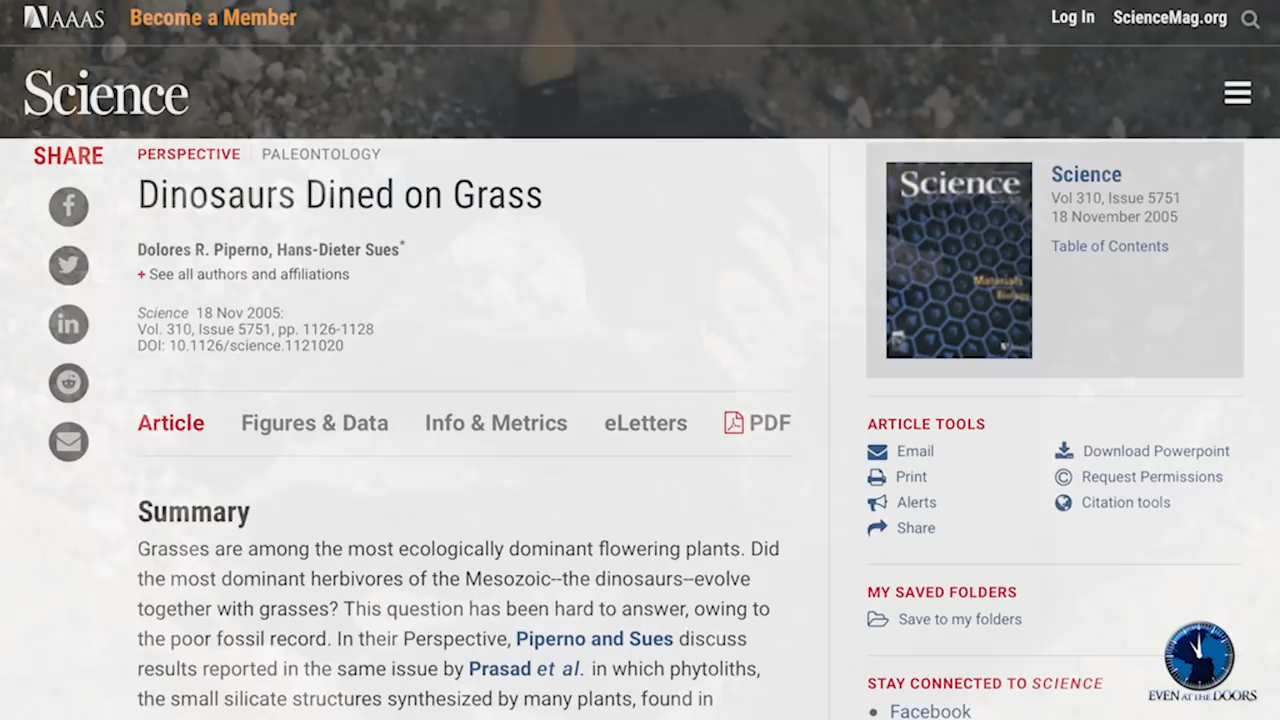 AAAS Become a Member Log In ScienceMag.org
Science
SHARE
PERSPECTIVE PALEONTOLOGY
Dinosaurs Dined on Grass
Dolores R. Piperno, Hans-Dieter Sues*
+ See all authors and affiliations
Science 18 Nov 2005:
Vol. 310, Issue 5751, pp. 1126-1128
DOI: 10.1126/science.1121020
Article Figures & Data Info & Metrics eLetters PDF
Summary
Grasses are among the most ecologically dominant flowering plants. Did
the most dominant herbivores of the Mesozoic--the dinosaurs--evolve
together with grasses? This question has been hard to answer, owing to
the poor fossil record. In their Perspective, Piperno and Sues discuss
results reported in the same issue by Prasad et al. in which phytoliths,
the small silicate structures synthesized by many plants, found in
Science
Materials
Biology
Science
Vol 310, Issue 5751
18 November 2005
Table of Contents
ARTICLE TOOLS
Email Download Powerpoint
Print Request Permissions
Alerts Citation tools
Share
MY SAVED FOLDERS
Save to my folders
STAY CONNECTED TO SCIENCE
Facebook
EVEN AT THE DOORS